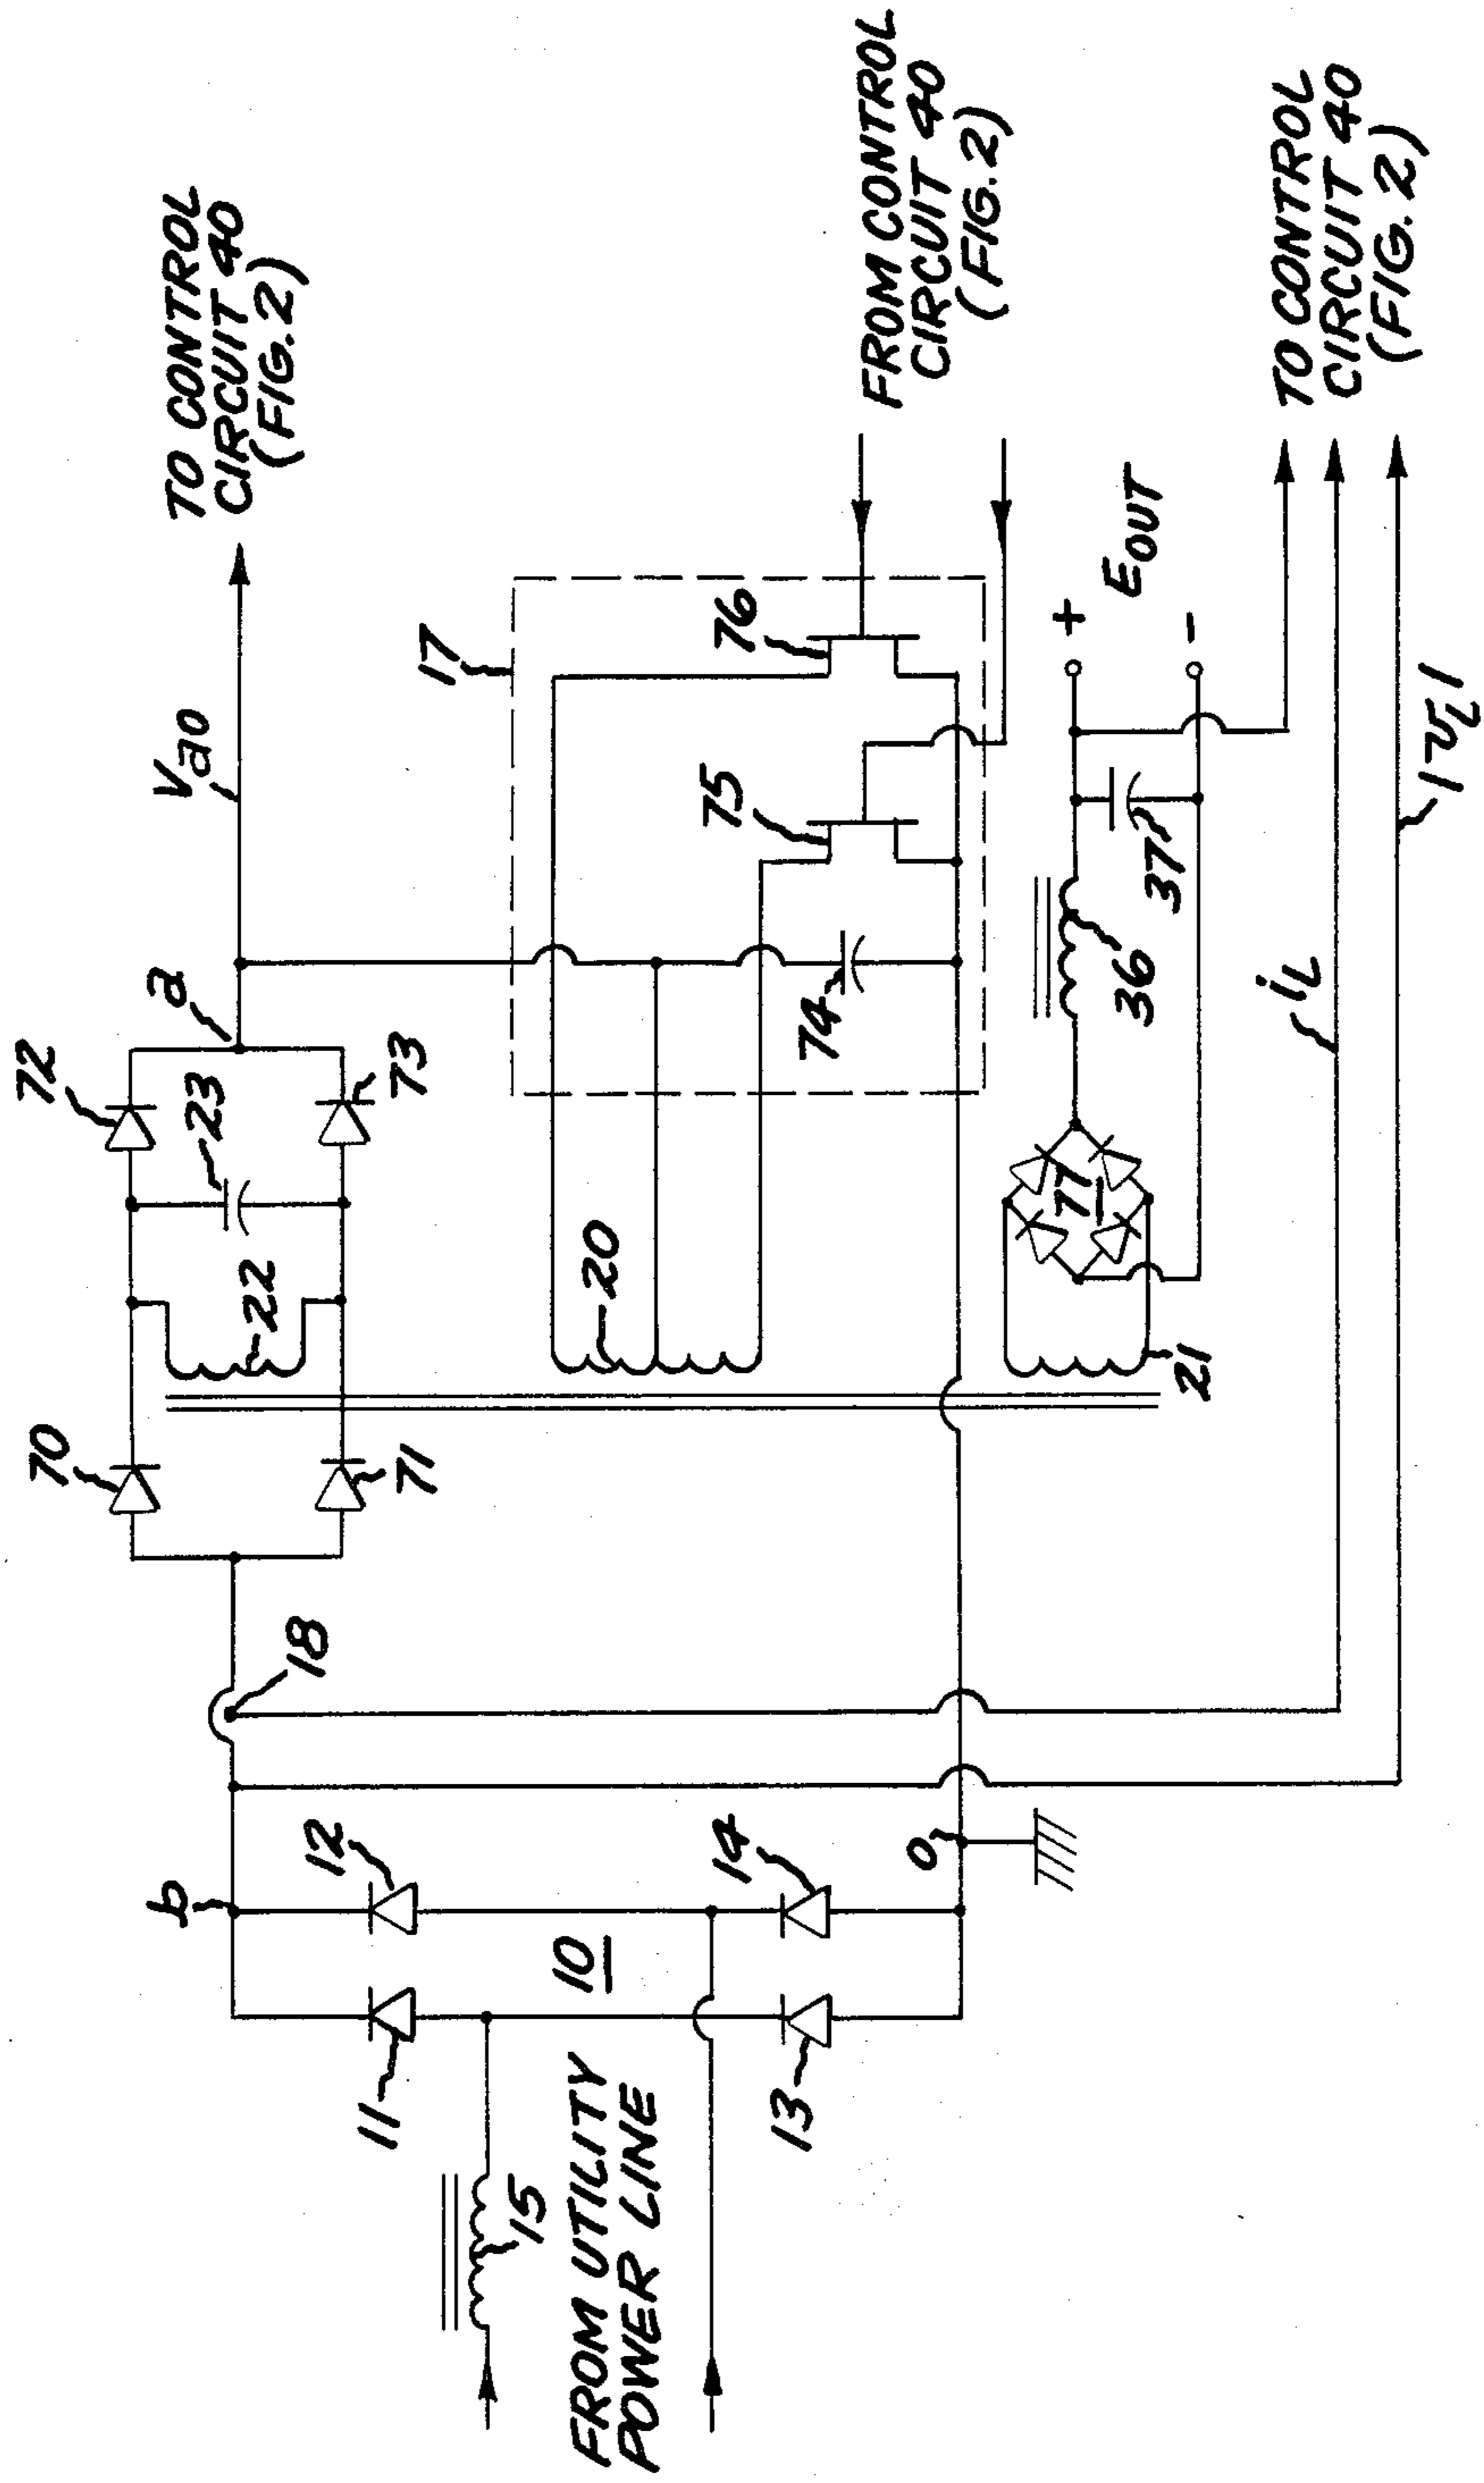 72
a
Vao
TO CONTROL
CIRCUIT 40
(FIG. 2)
70
22
23
73
71
17
76
75
20
74
FROM CONTROL
CIRCUIT 40
(FIG. 2)
b
18
12
11
10
14
13
15
FROM UTILITY
POWER LINE
o
21
77
36
37
+
EOUT
-
iL
|vL|
TO CONTROL
CIRCUIT 40
(FIG. 2)